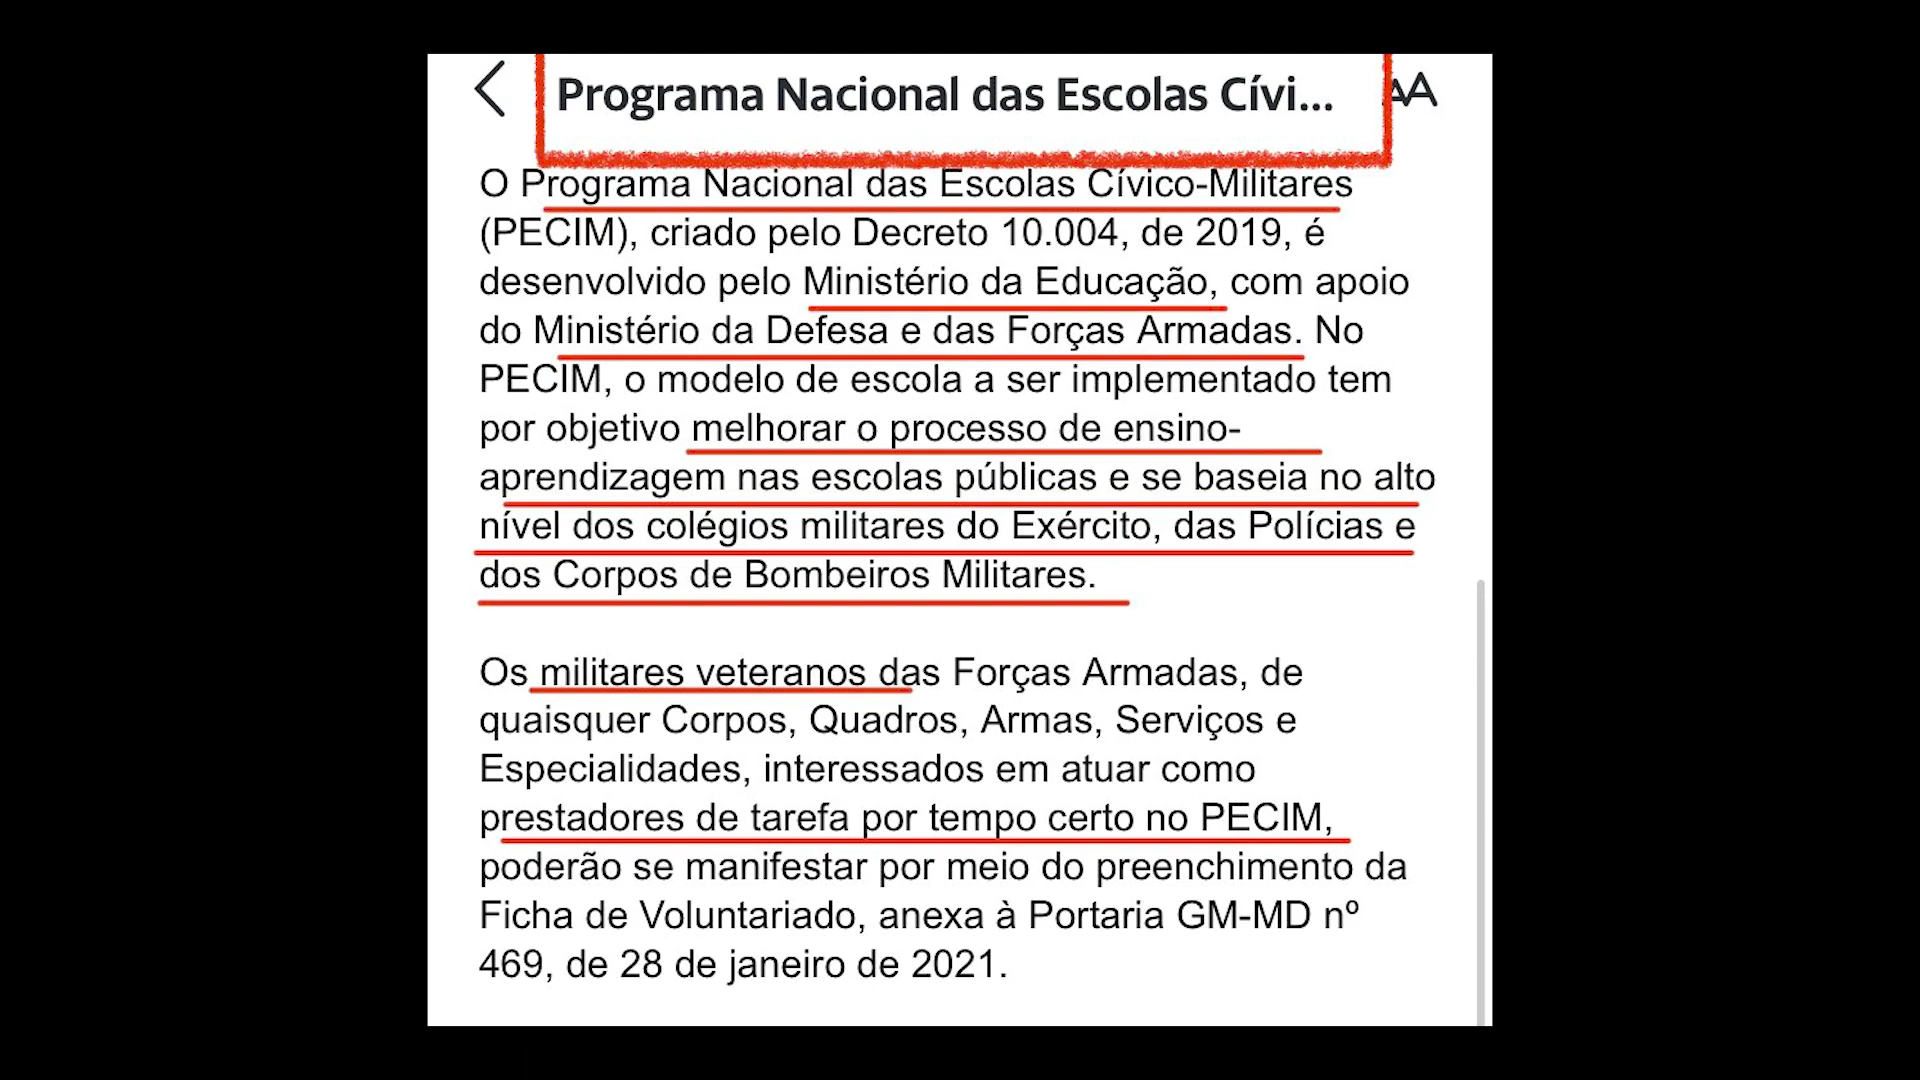 Programa Nacional das Escolas Cívi...
AA
O Programa Nacional das Escolas Cívico-Militares
(PECIM), criado pelo Decreto 10.004, de 2019, é
desenvolvido pelo Ministério da Educação, com apoio
do Ministério da Defesa e das Forças Armadas. No
PECIM, o modelo de escola a ser implementado tem
por objetivo melhorar o processo de ensino-
aprendizagem nas escolas públicas e se baseia no alto
nível dos colégios militares do Exército, das Polícias e
dos Corpos de Bombeiros Militares.
Os militares veteranos das Forças Armadas, de
quaisquer Corpos, Quadros, Armas, Serviços e
Especialidades, interessados em atuar como
prestadores de tarefa por tempo certo no PECIM,
poderão se manifestar por meio do preenchimento da
Ficha de Voluntariado, anexa à Portaria GM-MD nº
469, de 28 de janeiro de 2021.